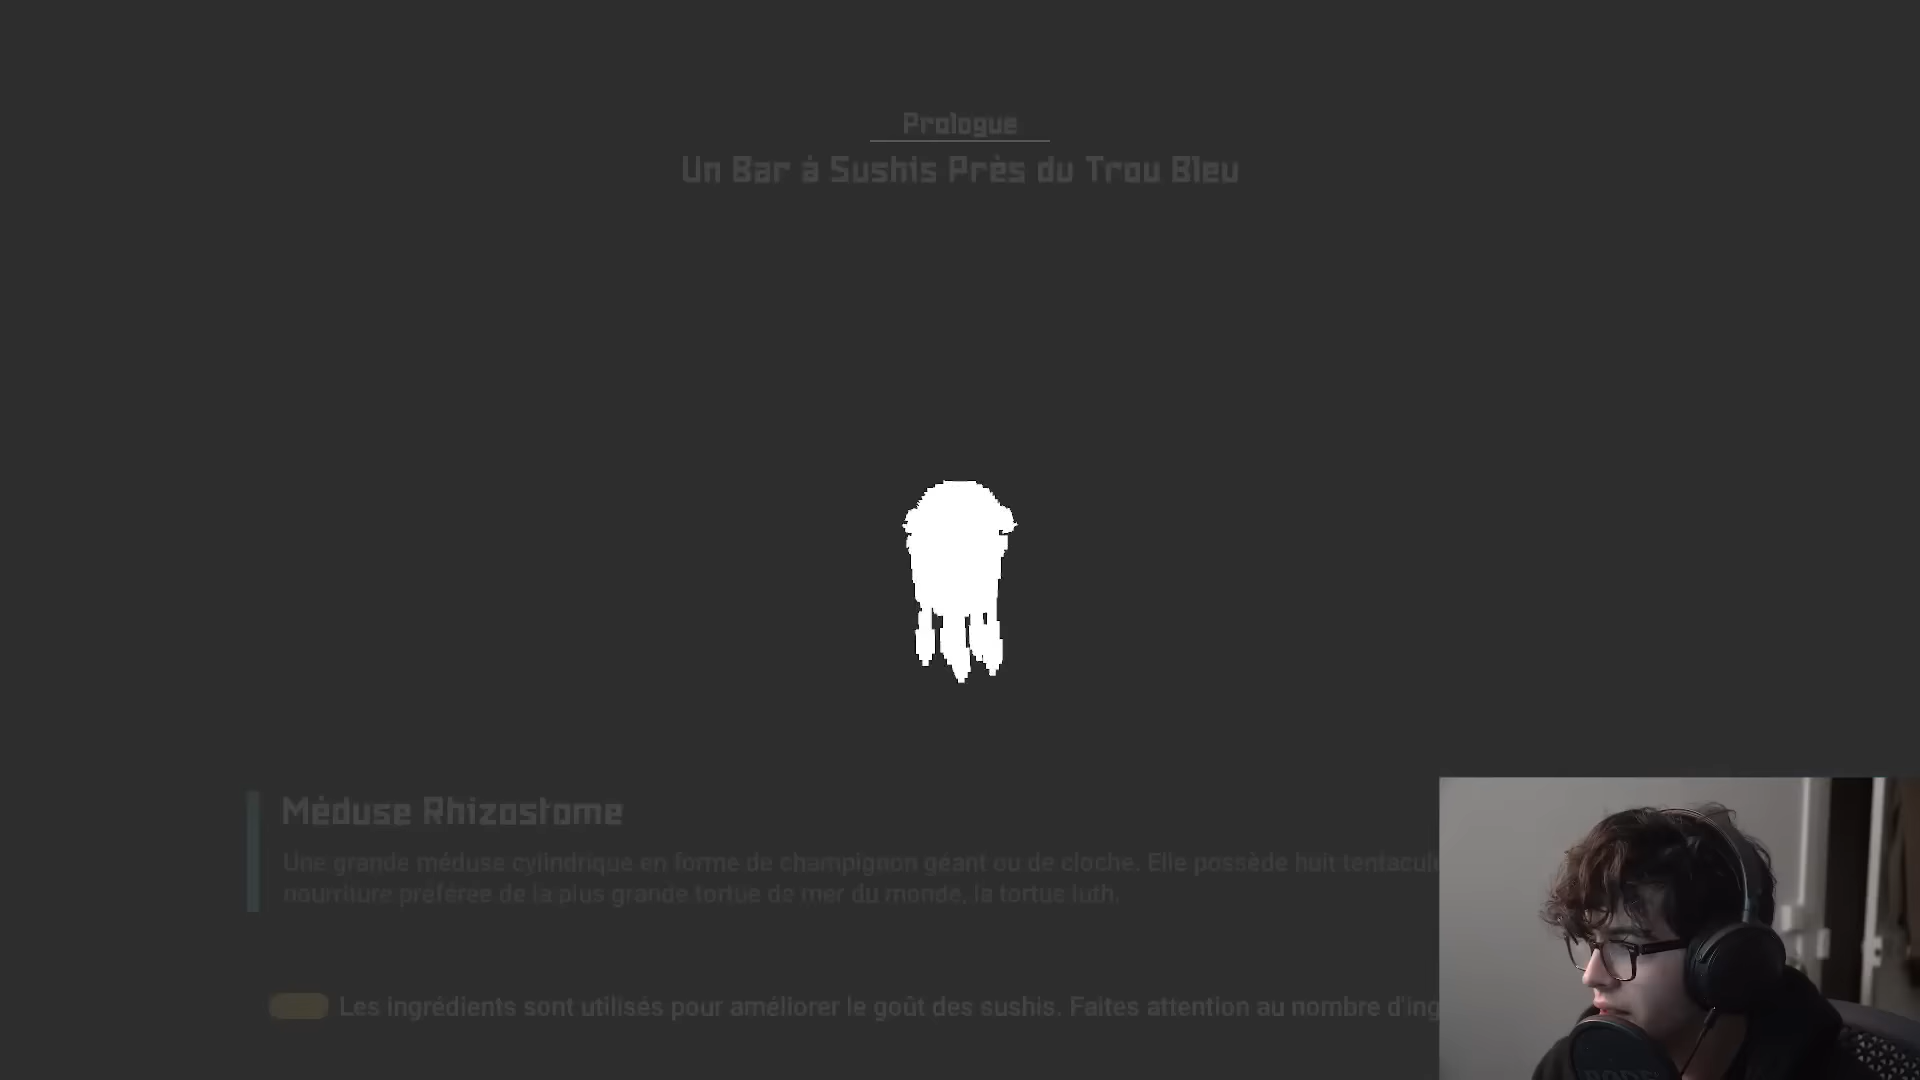 Prologue
Un Bar à Sushis Près du Trou Bleu
Méduse Rhizostome
Une grande méduse cylindrique en forme de champignon géant ou de cloche. Elle possède huit tentacul
nourriture préférée de la plus grande tortue de mer du monde, la tortue luth.
Les ingrédients sont utilisés pour améliorer le goût des sushis. Faites attention au nombre d'ing